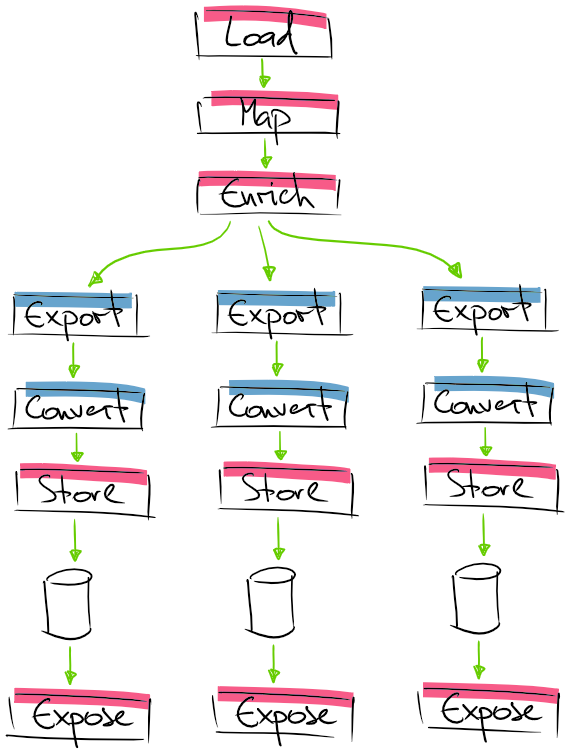 Load
Map
Enrich
Export Export Export
Convert Convert Convert
Store Store Store
Expose Expose Expose